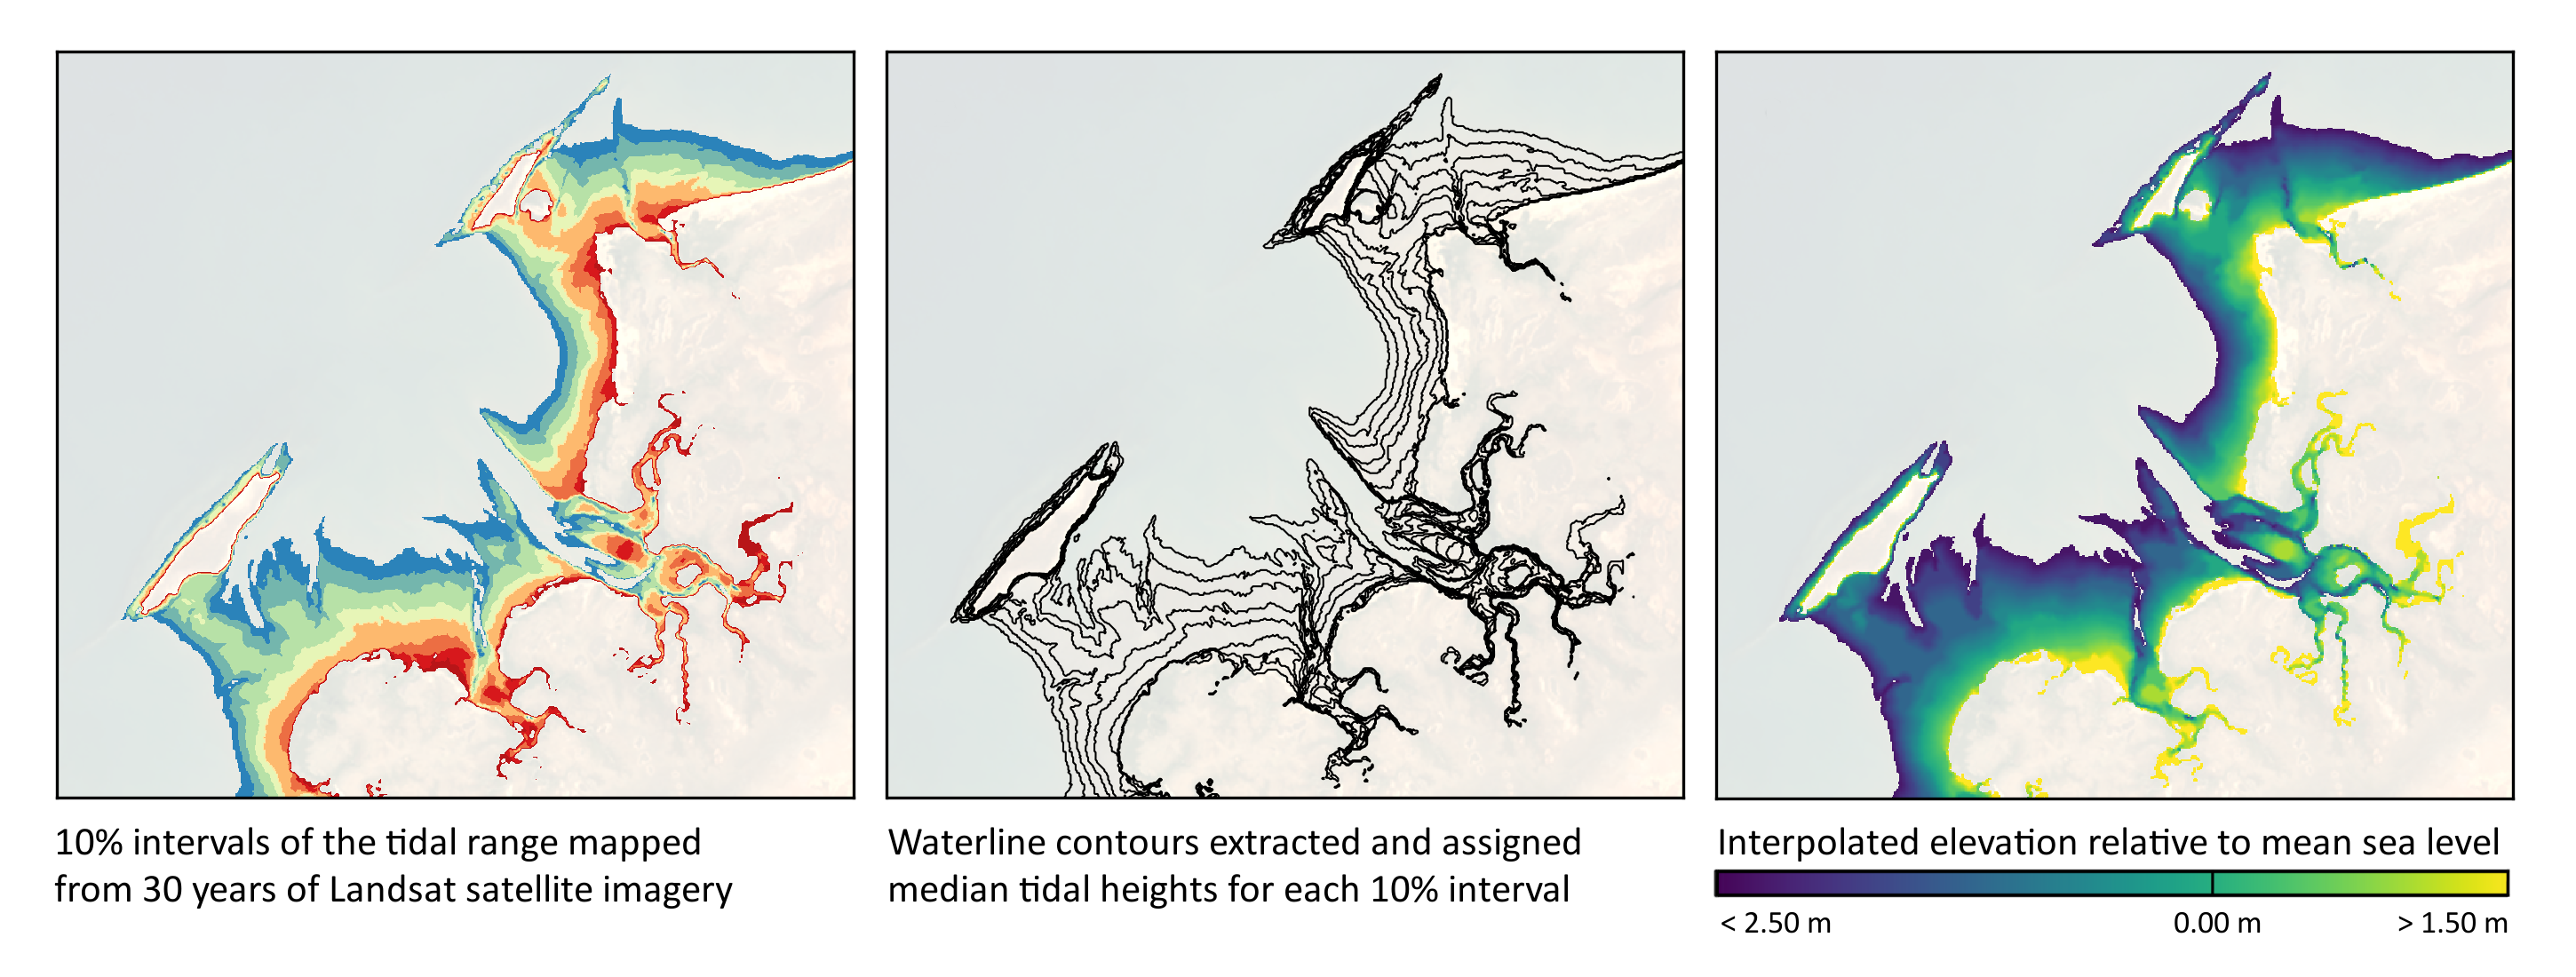 10% intervals of the tidal range mapped
from 30 years of Landsat satellite imagery
Waterline contours extracted and assigned
median tidal heights for each 10% interval
Interpolated elevation relative to mean sea level
< 2.50 m
0.00 m
> 1.50 m